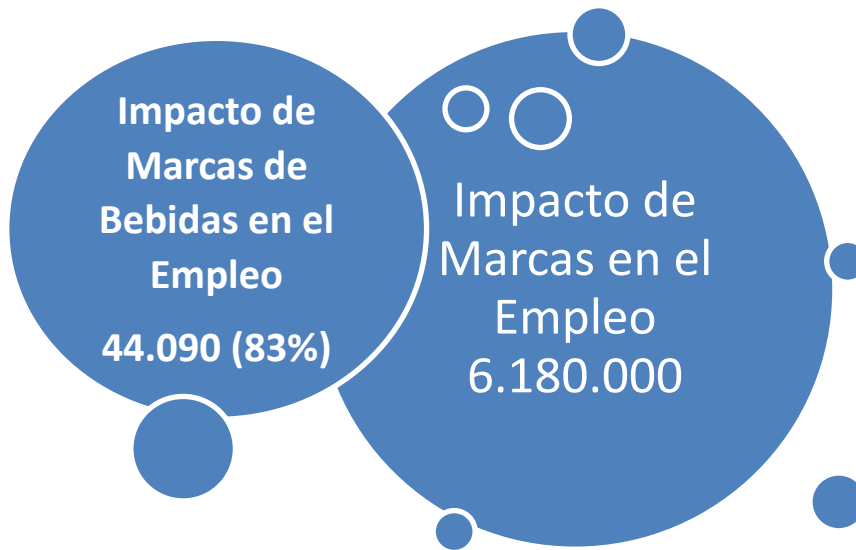 Impacto de
Marcas de
Bebidas en el
Empleo
44.090 (83%)
Impacto de
Marcas en el
Empleo
6.180.000